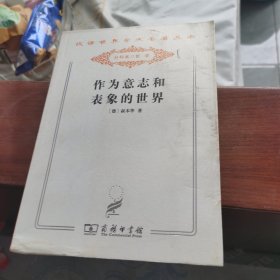 汉译世界学术名著丛书
作为意志和
表象的世界
〔德〕叔本华 著
商务印书馆
The Commercial Press